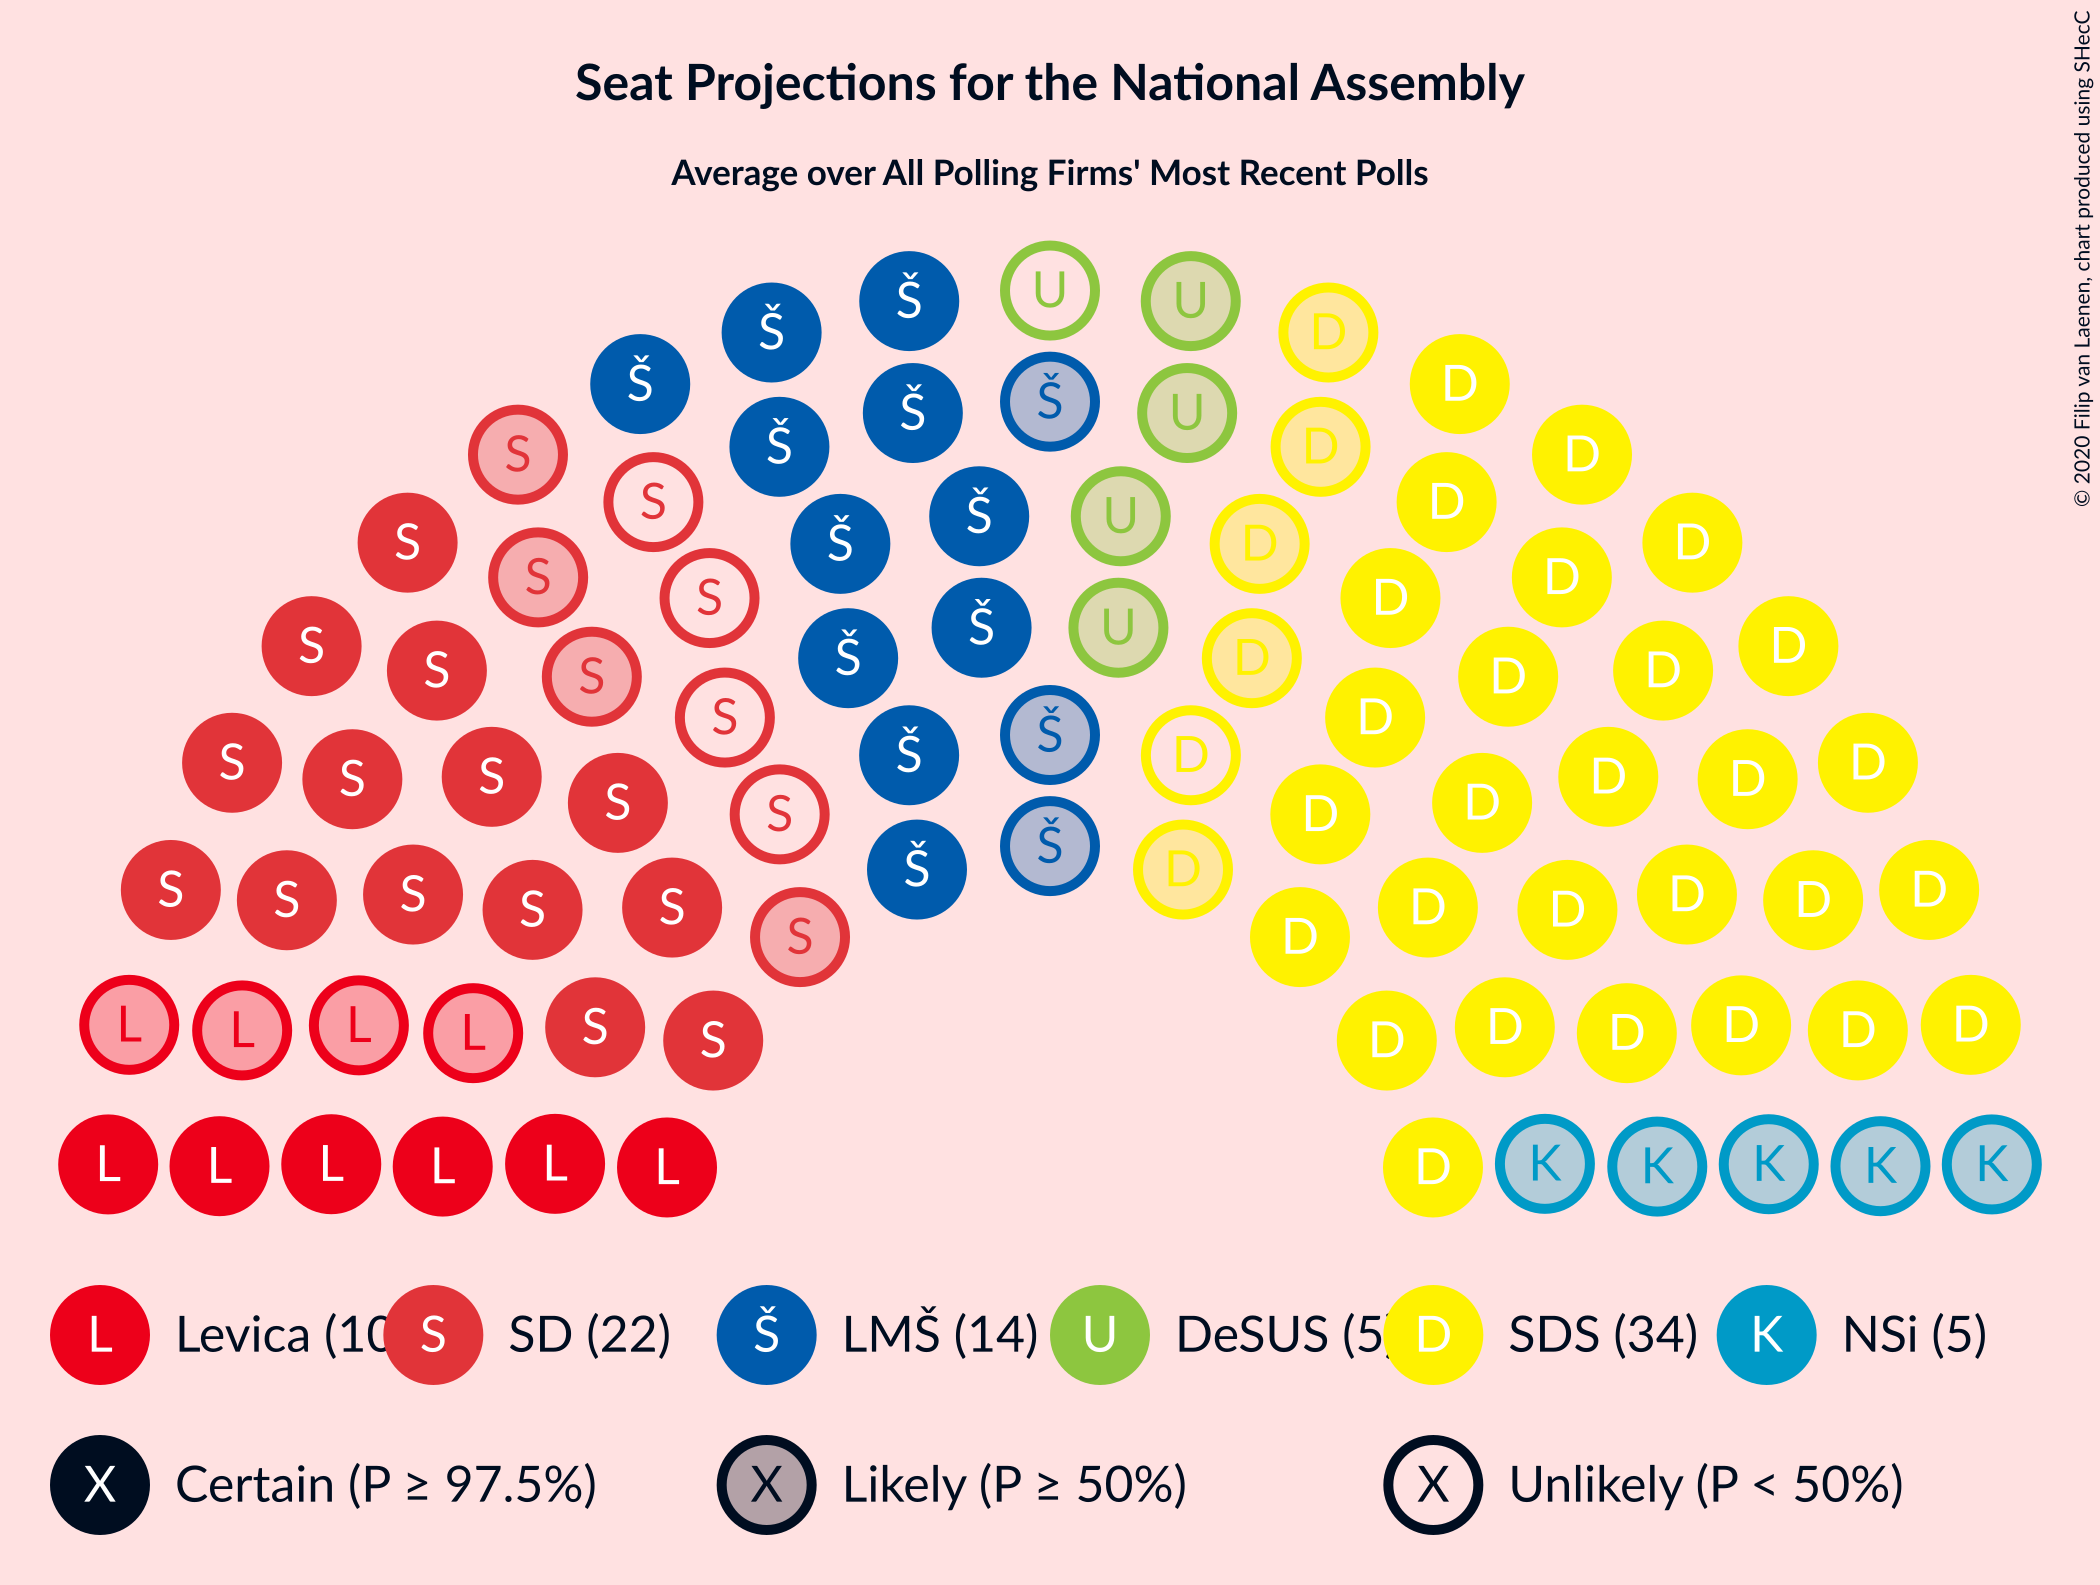 Seat Projections for the National Assembly
Average over All Polling Firms' Most Recent Polls
© 2020 Filip van Laenen, chart produced using SHecC
Š Š U U D
Š Š Š U D D
S Š Š Š U D D D
S S Š Š U D D D
S S S Š Š D D D D
S S S S Š Š D D D D D
S S S S S Š D D D D D D
S S S S S S D D D D D D
L L L L S S D D D D D D
L L L L L L D K K K K K
L Levica (10 S SD (22) Š LMŠ (14) U DeSUS (5 D SDS (34) K NSi (5)
X Certain (P ≥ 97.5%) X Likely (P ≥ 50%) X Unlikely (P < 50%)